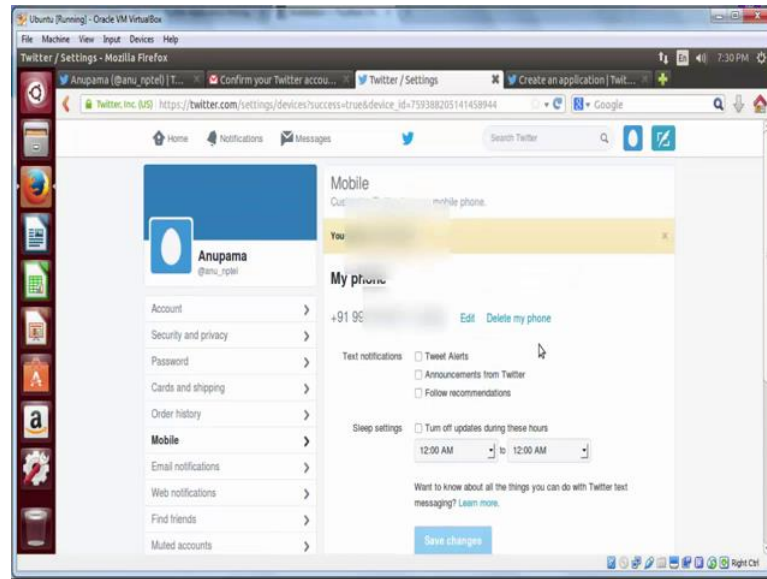 Ubuntu [Running] - Oracle VM VirtualBox
File Machine View Input Devices Help
Twitter / Settings - Mozilla Firefox
En 7:30 PM
Anupama (@anu_nptel) | T... Confirm your Twitter accou... Twitter / Settings Create an application | Twit...
Twitter, Inc. (US) https://twitter.com/settings/devices?success=true&device_id=759388205141458944 Google
Home Notifications Messages Search Twitter
Mobile
mobile phone.
You
Anupama
@anu_nptel
My phone
+91 99 Edit Delete my phone
Account
Security and privacy
Password
Cards and shipping
Order history
Mobile
Email notifications
Web notifications
Find friends
Muted accounts
Text notifications Tweet Alerts
Announcements from Twitter
Follow recommendations
Sleep settings Turn off updates during these hours
12:00 AM to 12:00 AM
Want to know about all the things you can do with Twitter text
messaging? Learn more.
Save changes
Right Ctrl